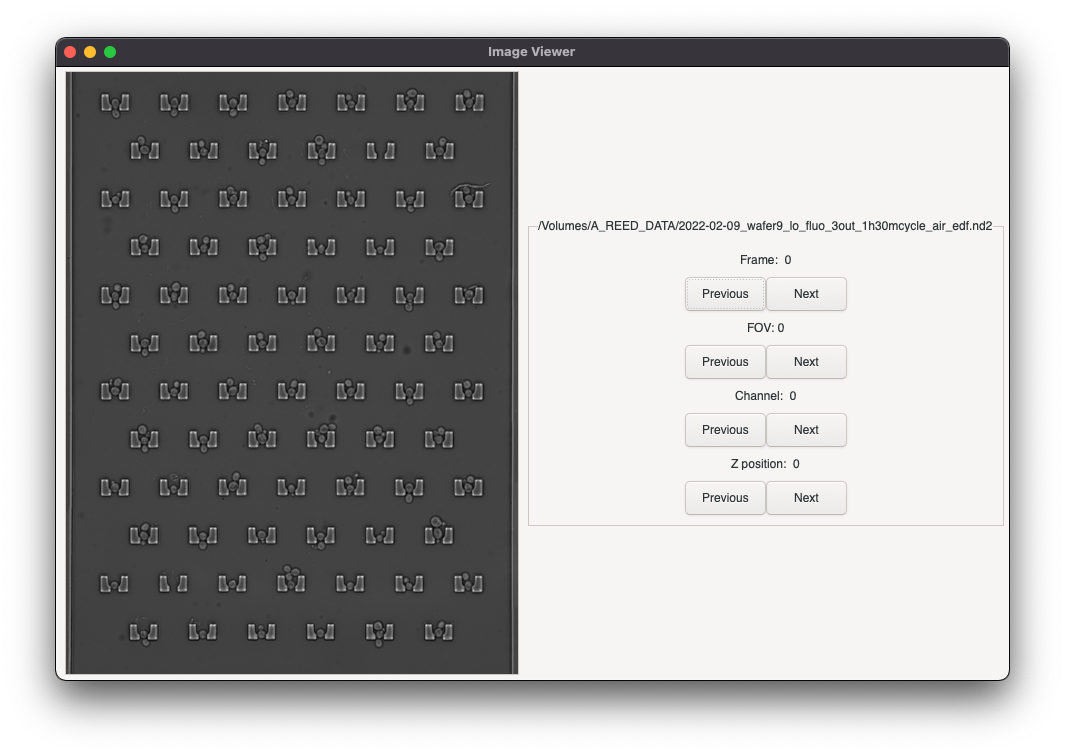 Image Viewer
/Volumes/A_REED_DATA/2022-02-09_wafer9_lo_fluo_3out_1h30mcycle_air_edf.nd2
Frame: 0
Previous Next
FOV: 0
Previous Next
Channel: 0
Previous Next
Z position: 0
Previous Next